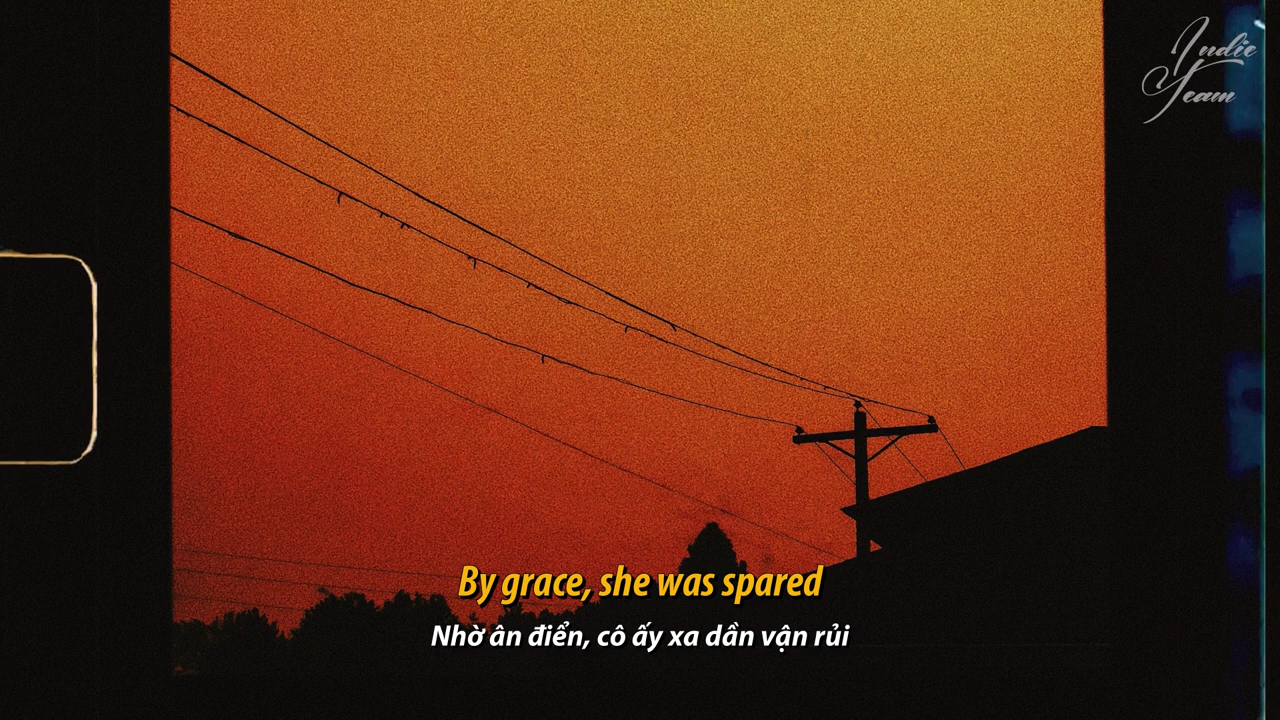 Indie
Team
By grace, she was spared
Nhờ ân điển, cô ấy xa dần vận rủi